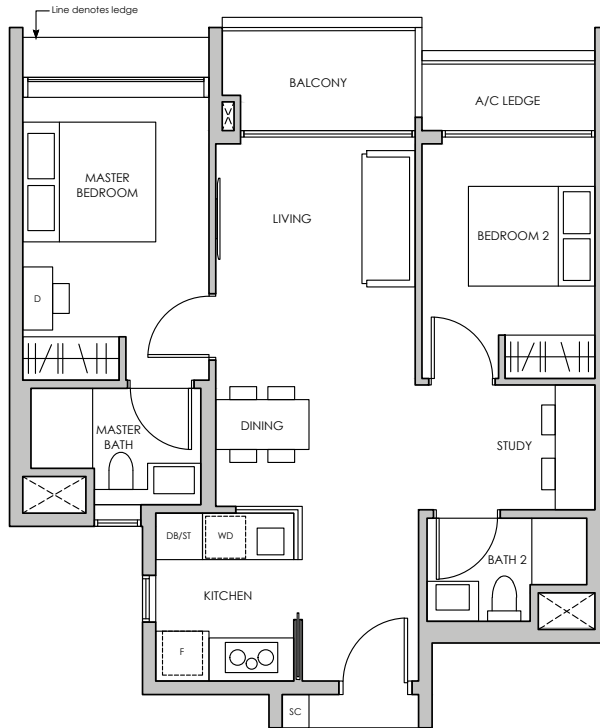 Line denotes ledge
BALCONY
A/C LEDGE
MASTER
BEDROOM
LIVING
BEDROOM 2
D
MASTER
BATH
DINING
STUDY
DB/ST
WD
BATH 2
KITCHEN
F
SC